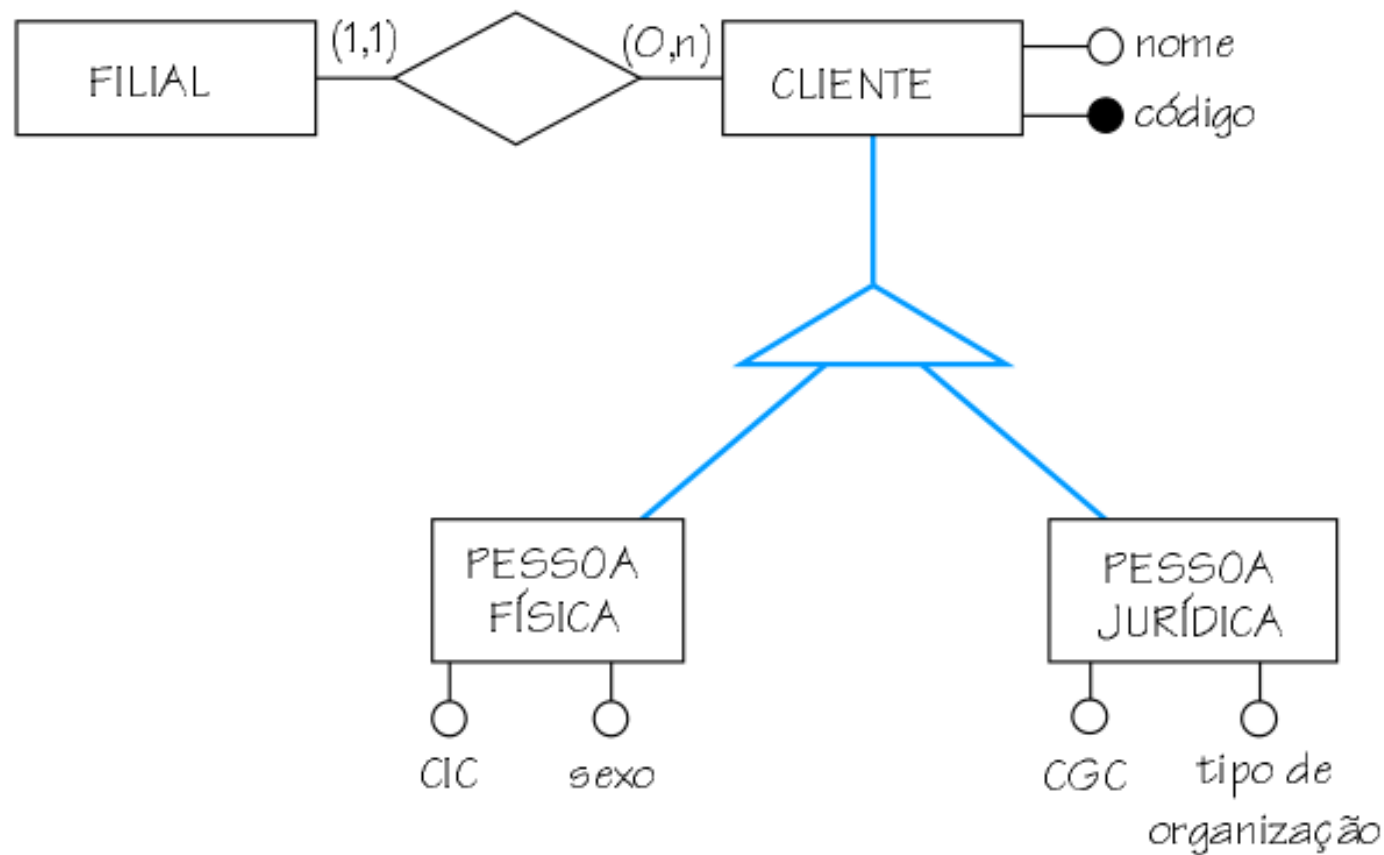 FILIAL
(1,1)
(0,n)
CLIENTE
nome
código
PESSOA
FÍSICA
PESSOA
JURÍDICA
CIC
sexo
CGC
tipo de
organização